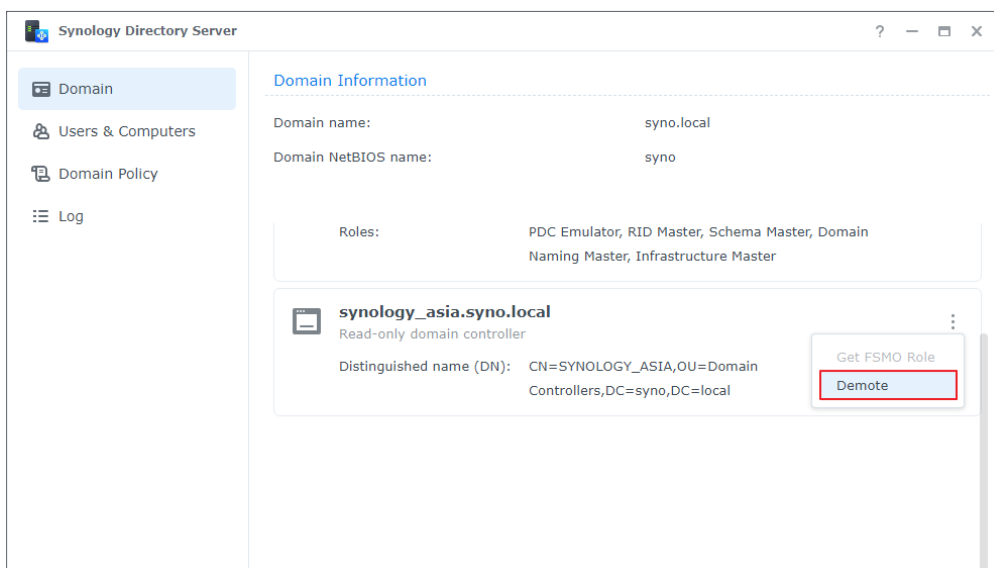 Synology Directory Server
Domain
Users & Computers
Domain Policy
Log
Domain Information
Domain name: syno.local
Domain NetBIOS name: syno
Roles: PDC Emulator, RID Master, Schema Master, Domain
Naming Master, Infrastructure Master
synology_asia.syno.local
Read-only domain controller
Distinguished name (DN): CN=SYNOLOGY_ASIA,OU=Domain
Controllers,DC=syno,DC=local
Get FSMO Role
Demote